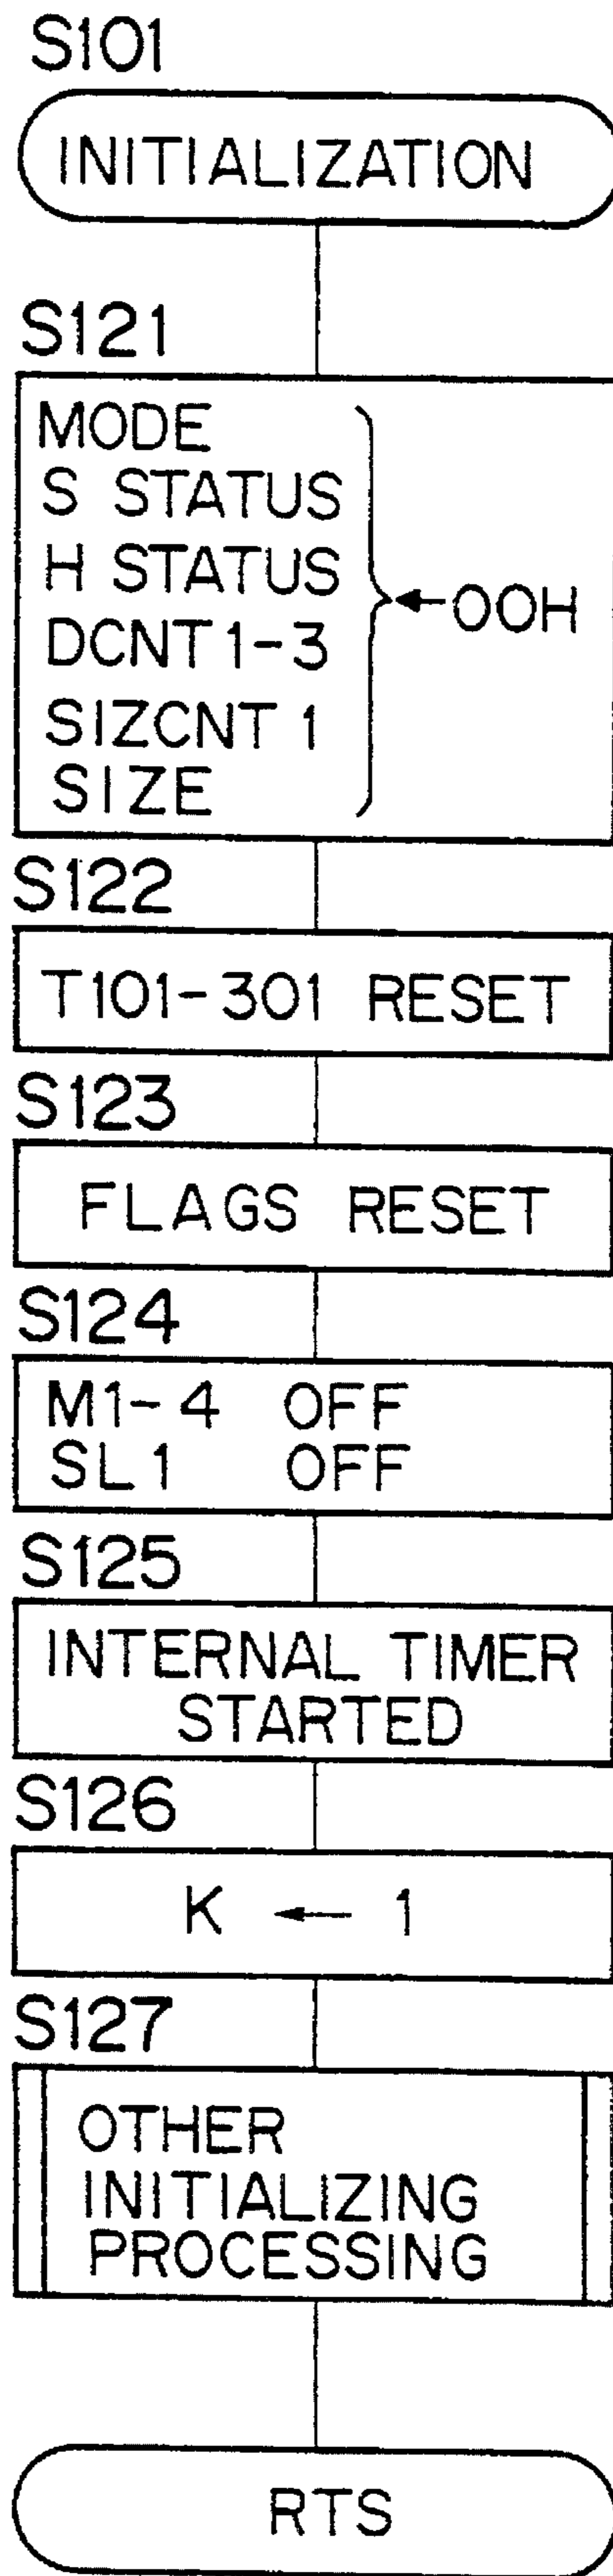 S101
INITIALIZATION
S121
MODE
S STATUS
H STATUS
DCNT 1-3
SIZCNT 1
SIZE
←00H
S122
T101-301 RESET
S123
FLAGS RESET
S124
M1-4 OFF
SL1 OFF
S125
INTERNAL TIMER
STARTED
S126
K ← 1
S127
OTHER
INITIALIZING
PROCESSING
RTS